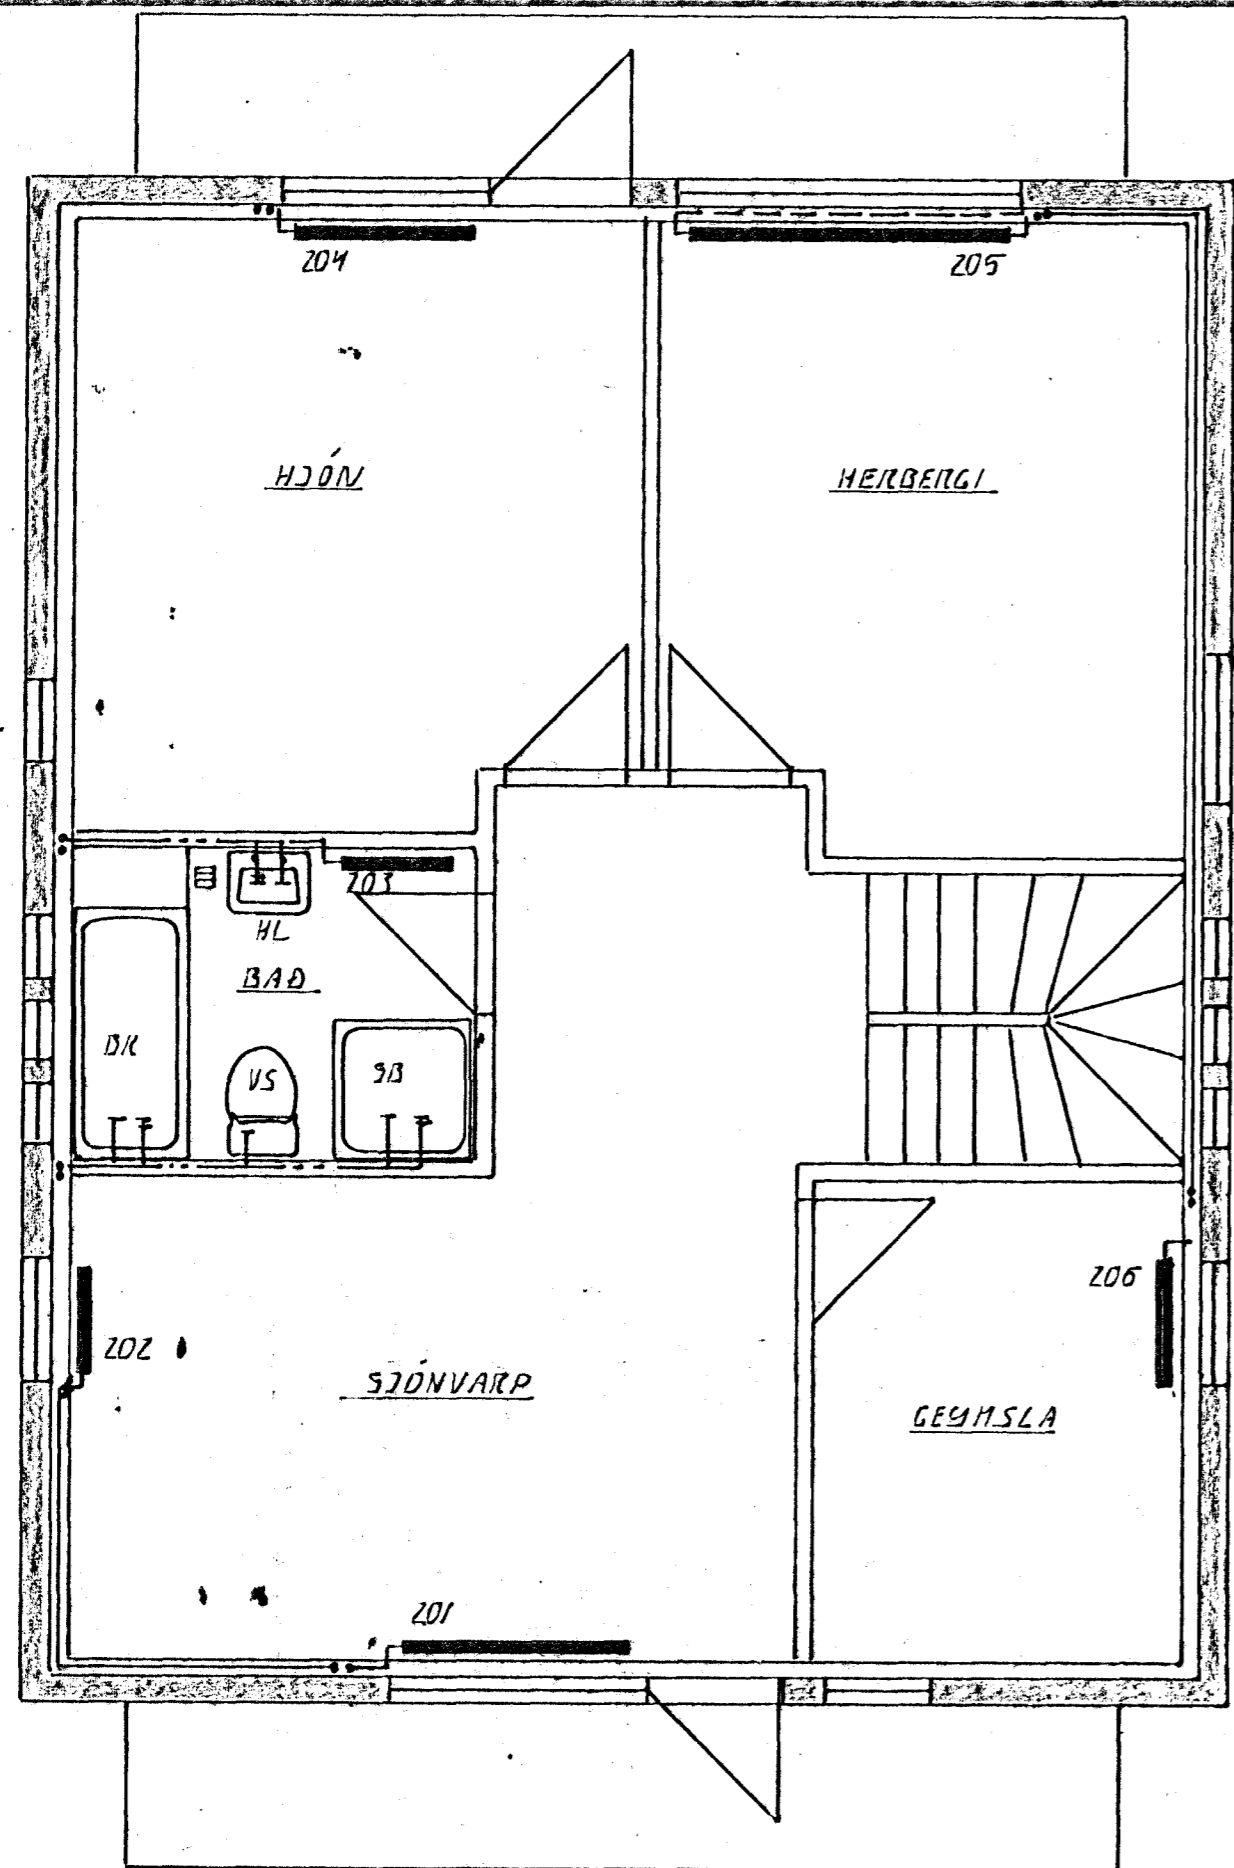 204
205
HJÓN
HERBERGI
203
HL
BAÐ
BK
VS
SB
206
202
SJÓNVARP
GEYMSLA
201